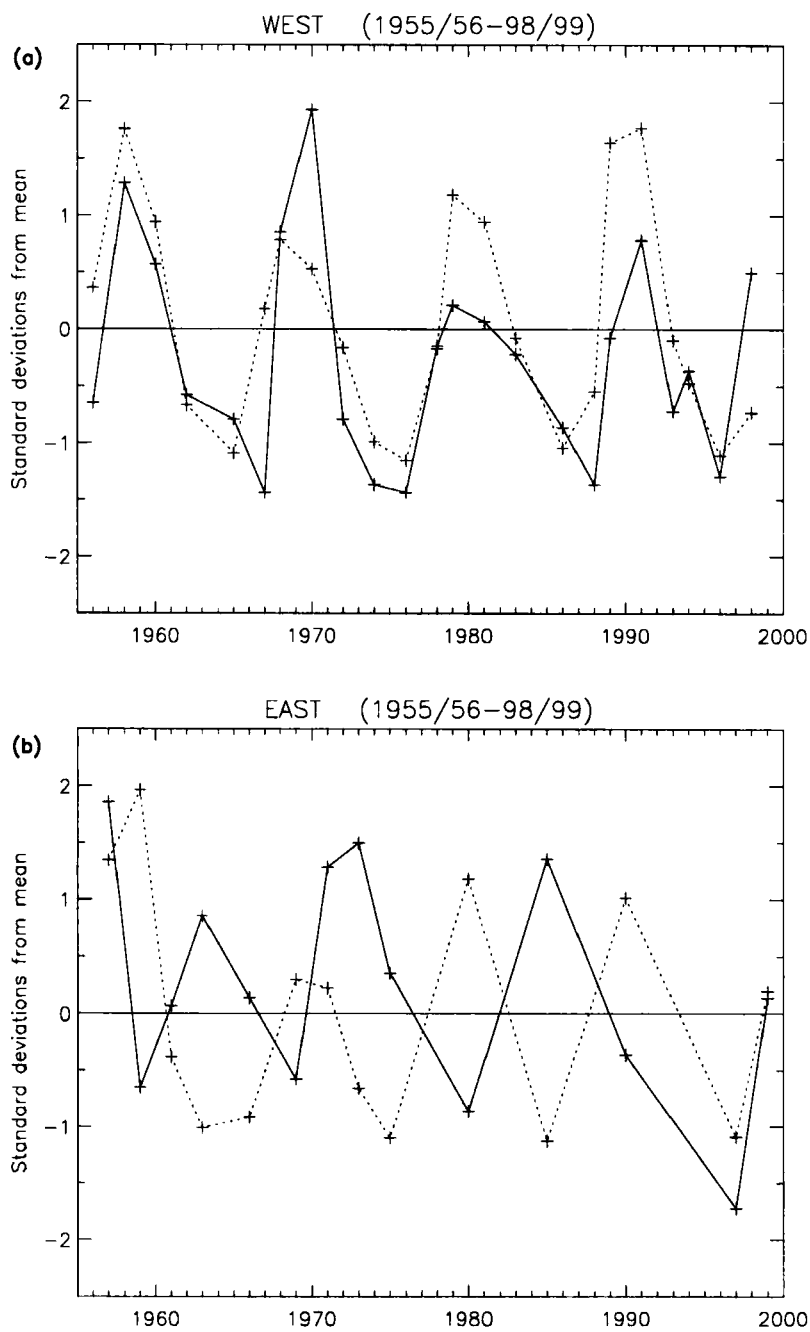 WEST (1955/56-98/99)
(a)
2
1
0
-1
-2
Standard deviations from mean
1960 1970 1980 1990 2000
EAST (1955/56-98/99)
(b)
2
1
0
-1
-2
Standard deviations from mean
1960 1970 1980 1990 2000